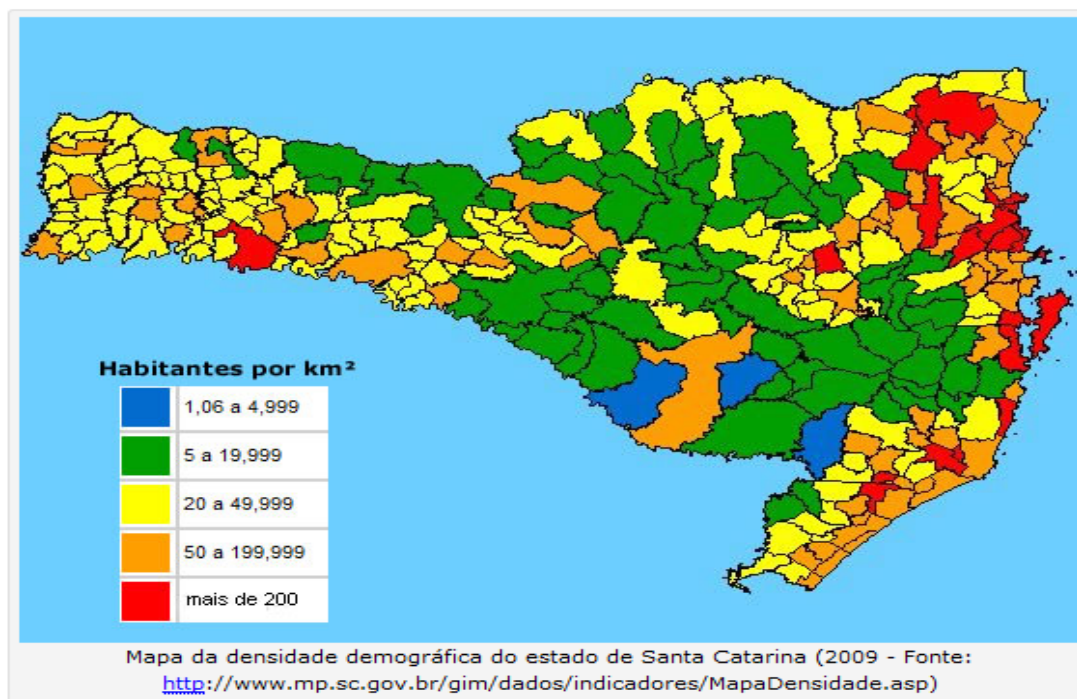 Habitantes por km²
1,06 a 4,999
5 a 19,999
20 a 49,999
50 a 199,999
mais de 200
Mapa da densidade demográfica do estado de Santa Catarina (2009 - Fonte:
http://www.mp.sc.gov.br/gim/dados/indicadores/MapaDensidade.asp)